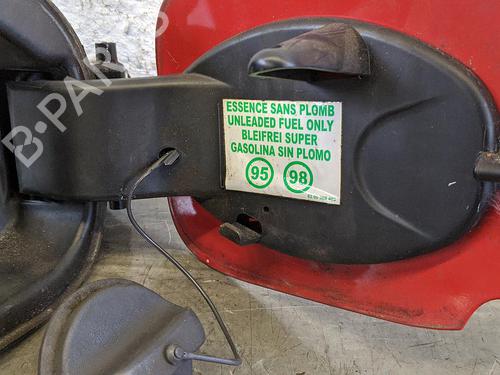 B-PARTS
ESSENCE SANS PLOMB
UNLEADED FUEL ONLY
BLEIFREI SUPER
GASOLINA SIN PLOMO
95 98